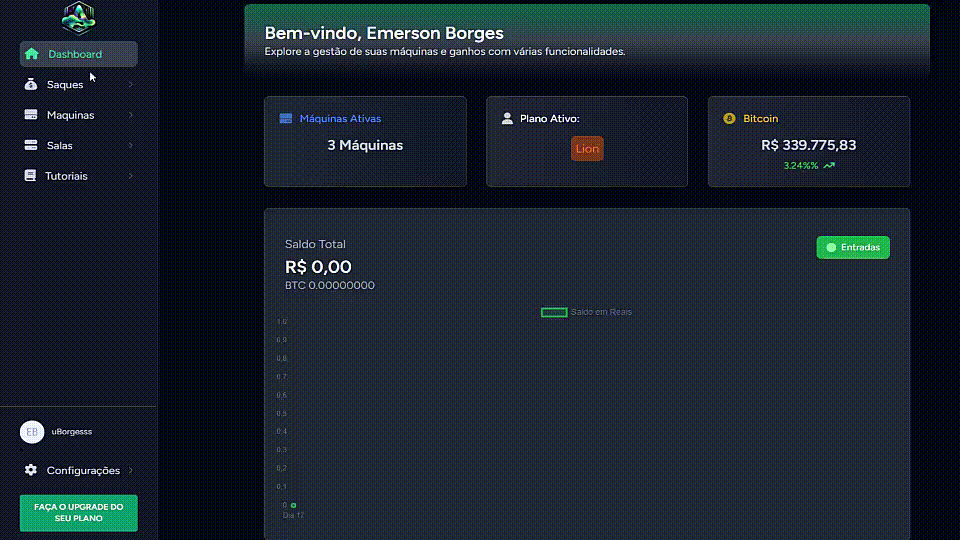 Dashboard
Saques
Maquinas
Salas
Tutoriais
EB
uBorgesss
Configurações
FAÇA O UPGRADE DO
SEU PLANO
Bem-vindo, Emerson Borges
Explore a gestão de suas máquinas e ganhos com várias funcionalidades.
Máquinas Ativas
3 Máquinas
Plano Ativo:
Lion
Bitcoin
R$ 339.775,83
3.24%%
Saldo Total
R$ 0,00
BTC 0.00000000
Entradas
Saldo em Reais
1,0
0,9
0,8
0,7
0,6
0,5
0,4
0,3
0,2
0,1
0
Dia 17